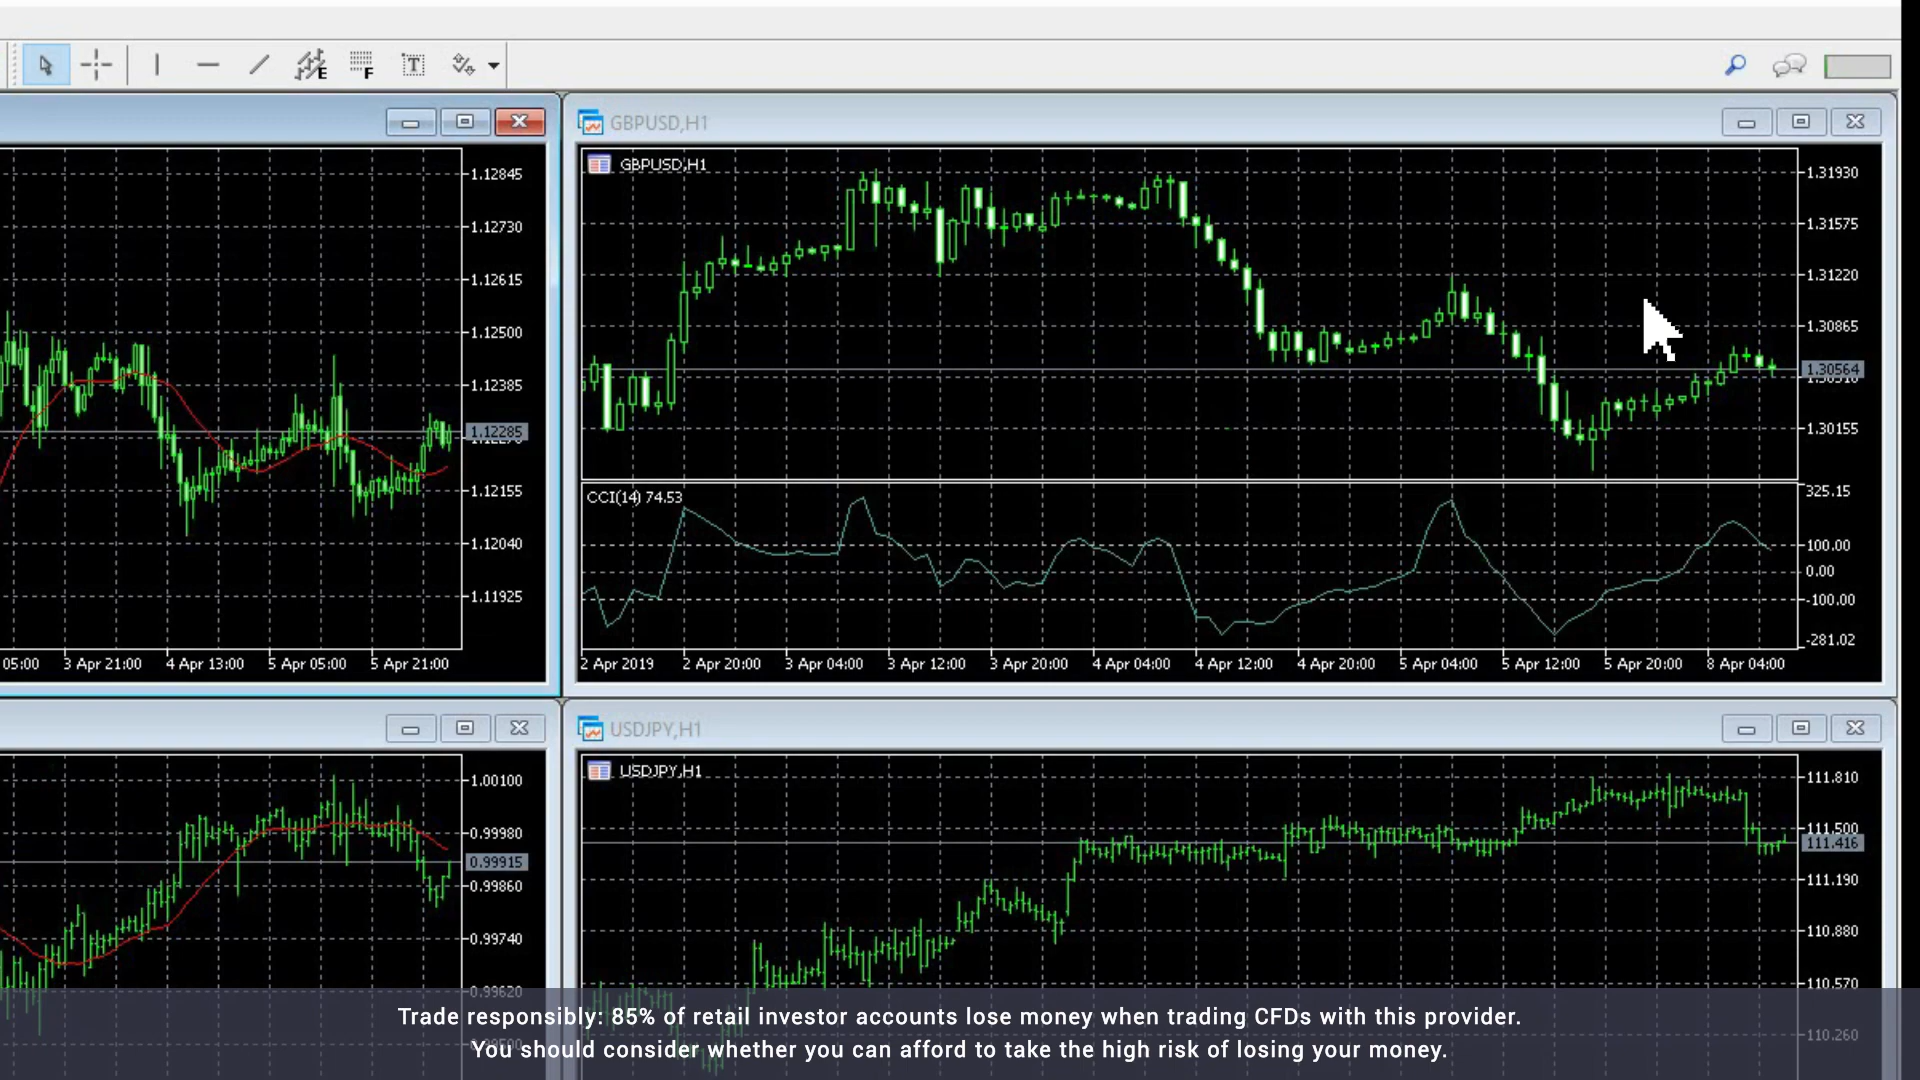 E
F
T
GBPUSD,H1
GBPUSD,H1
1.12845
1.12730
1.12615
1.12500
1.12385
1.12285
1.12155
1.12040
1.11925
05:00 3 Apr 21:00 4 Apr 13:00 5 Apr 05:00 5 Apr 21:00
1.31930
1.31575
1.31220
1.30865
1.30564
1.30155
CCI(14) 74.53
325.15
100.00
0.00
-100.00
-281.02
2 Apr 2019 2 Apr 20:00 3 Apr 04:00 3 Apr 12:00 3 Apr 20:00 4 Apr 04:00 4 Apr 12:00 4 Apr 20:00 5 Apr 04:00 5 Apr 12:00 5 Apr 20:00 8 Apr 04:00
USDJPY,H1
USDJPY,H1
1.00100
0.99980
0.99915
0.99860
0.99740
0.99620
111.810
111.500
111.416
111.190
110.880
110.570
110.260
Trade responsibly: 85% of retail investor accounts lose money when trading CFDs with this provider.
You should consider whether you can afford to take the high risk of losing your money.